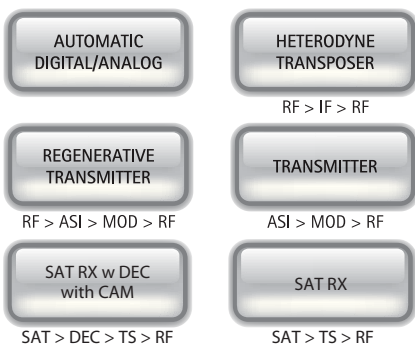 AUTOMATIC
DIGITAL/ANALOG
HETERODYNE
TRANSPOSER
RF > IF > RF
REGENERATIVE
TRANSMITTER
RF > ASI > MOD > RF
TRANSMITTER
ASI > MOD > RF
SAT RX w DEC
with CAM
SAT > DEC > TS > RF
SAT RX
SAT > TS > RF